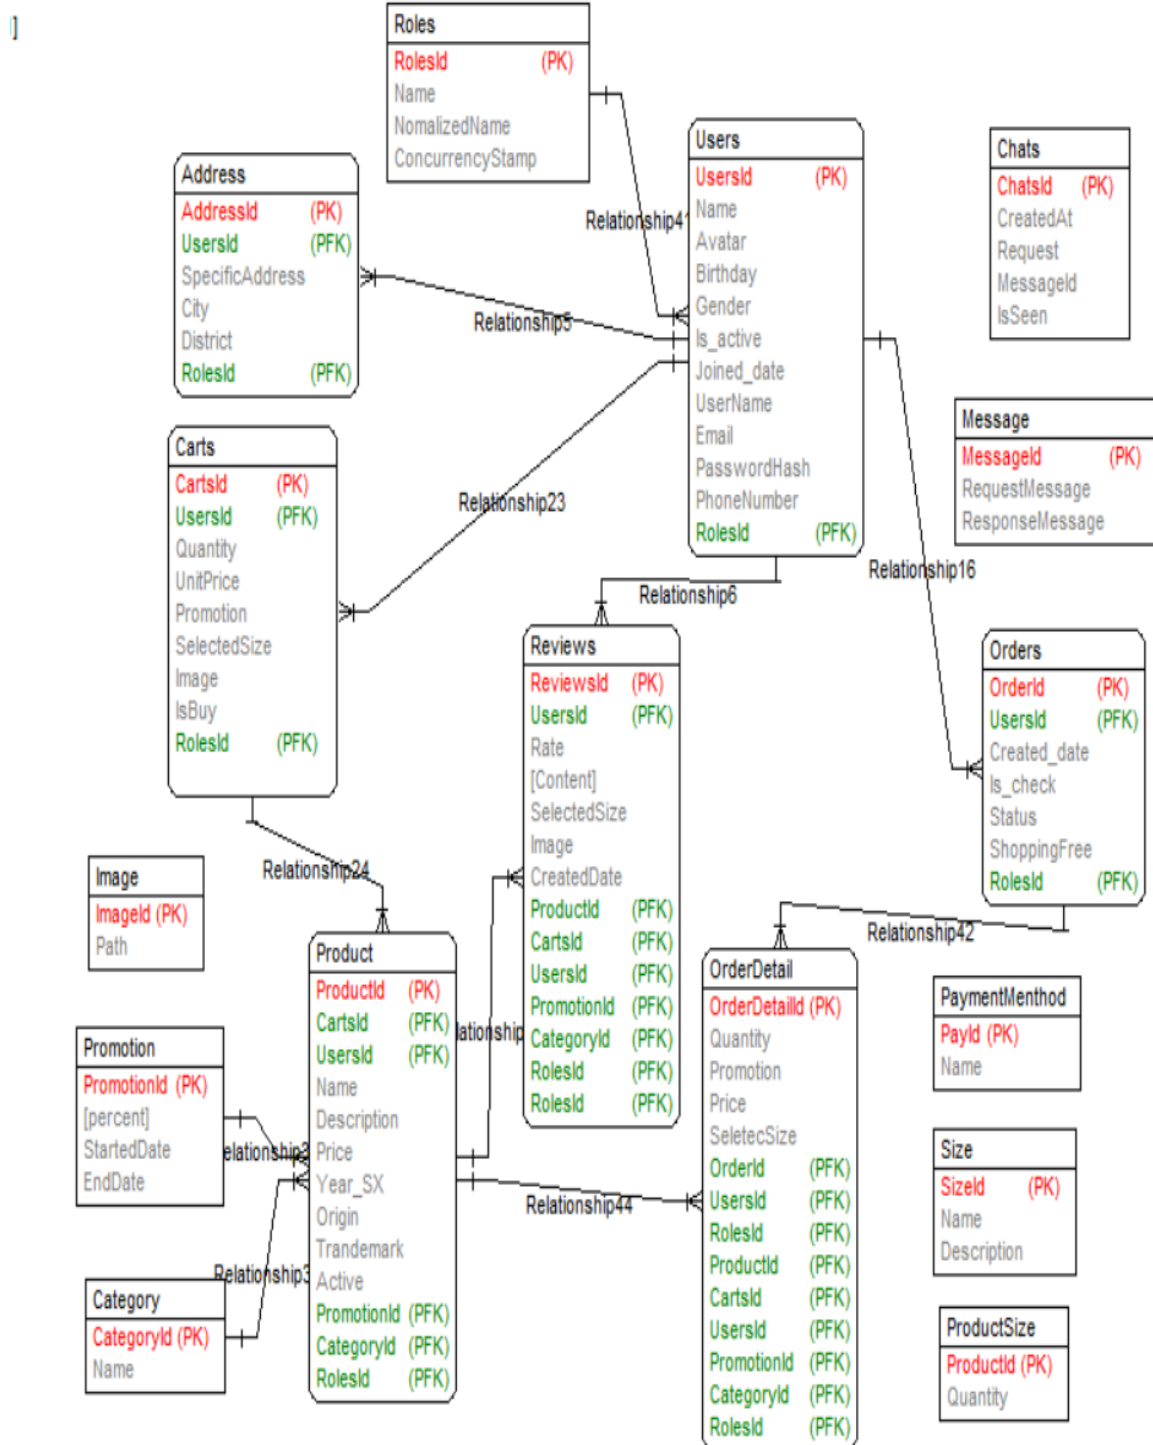 ]
Roles
RolesId (PK)
Name
NomalizedName
ConcurrencyStamp
Users
UsersId (PK)
Name
Avatar
Birthday
Gender
Is_active
Joined_date
UserName
Email
PasswordHash
PhoneNumber
RolesId (PFK)
Chats
ChatsId (PK)
CreatedAt
Request
MessageId
IsSeen
Address
AddressId (PK)
UsersId (PFK)
SpecificAddress
City
District
RolesId (PFK)
Relationship41
Relationship5
Message
MessageId (PK)
RequestMessage
ResponseMessage
Carts
CartsId (PK)
UsersId (PFK)
Quantity
UnitPrice
Promotion
SelectedSize
Image
IsBuy
RolesId (PFK)
Relationship23
Relationship16
Relationship6
Reviews
ReviewsId (PK)
UsersId (PFK)
Rate
[Content]
SelectedSize
Image
CreatedDate
ProductId (PFK)
CartsId (PFK)
UsersId (PFK)
PromotionId (PFK)
CategoryId (PFK)
RolesId (PFK)
RolesId (PFK)
Orders
OrderId (PK)
UsersId (PFK)
Created_date
Is_check
Status
ShoppingFree
RolesId (PFK)
Relationship24
Relationship42
Image
ImageId (PK)
Path
Product
ProductId (PK)
CartsId (PFK)
UsersId (PFK)
Name
Description
Price
Year_SX
Origin
Trandemark
Active
PromotionId (PFK)
CategoryId (PFK)
RolesId (PFK)
lationship
OrderDetail
OrderDetailId (PK)
Quantity
Promotion
Price
SeletecSize
OrderId (PFK)
UsersId (PFK)
RolesId (PFK)
ProductId (PFK)
CartsId (PFK)
UsersId (PFK)
PromotionId (PFK)
CategoryId (PFK)
RolesId (PFK)
PaymentMenthod
PayId (PK)
Name
Promotion
PromotionId (PK)
[percent]
StartedDate
EndDate
elationship3
Relationship44
Size
SizeId (PK)
Name
Description
Relationship3
Category
CategoryId (PK)
Name
ProductSize
ProductId (PK)
Quantity